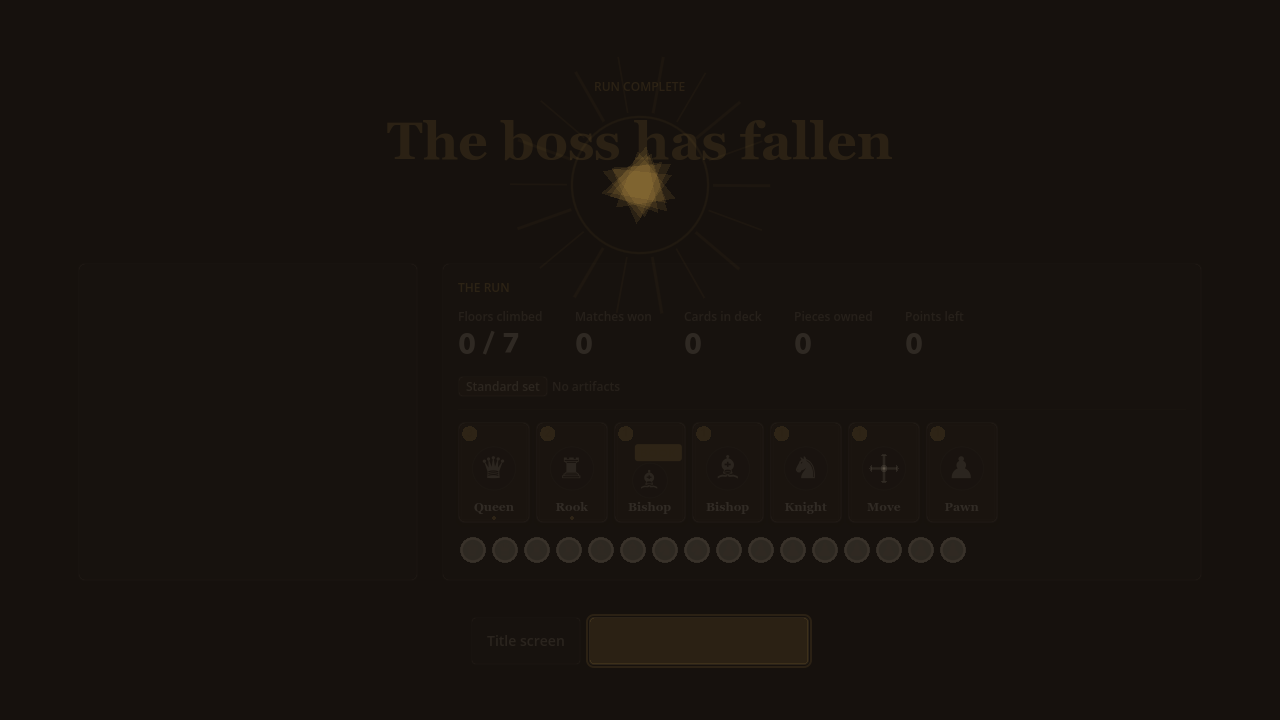 RUN COMPLETE
The boss has fallen
THE RUN
Floors climbed Matches won Cards in deck Pieces owned Points left
0 / 7 0 0 0 0
Standard set No artifacts
Queen Rook Bishop Bishop Knight Move Pawn
Title screen